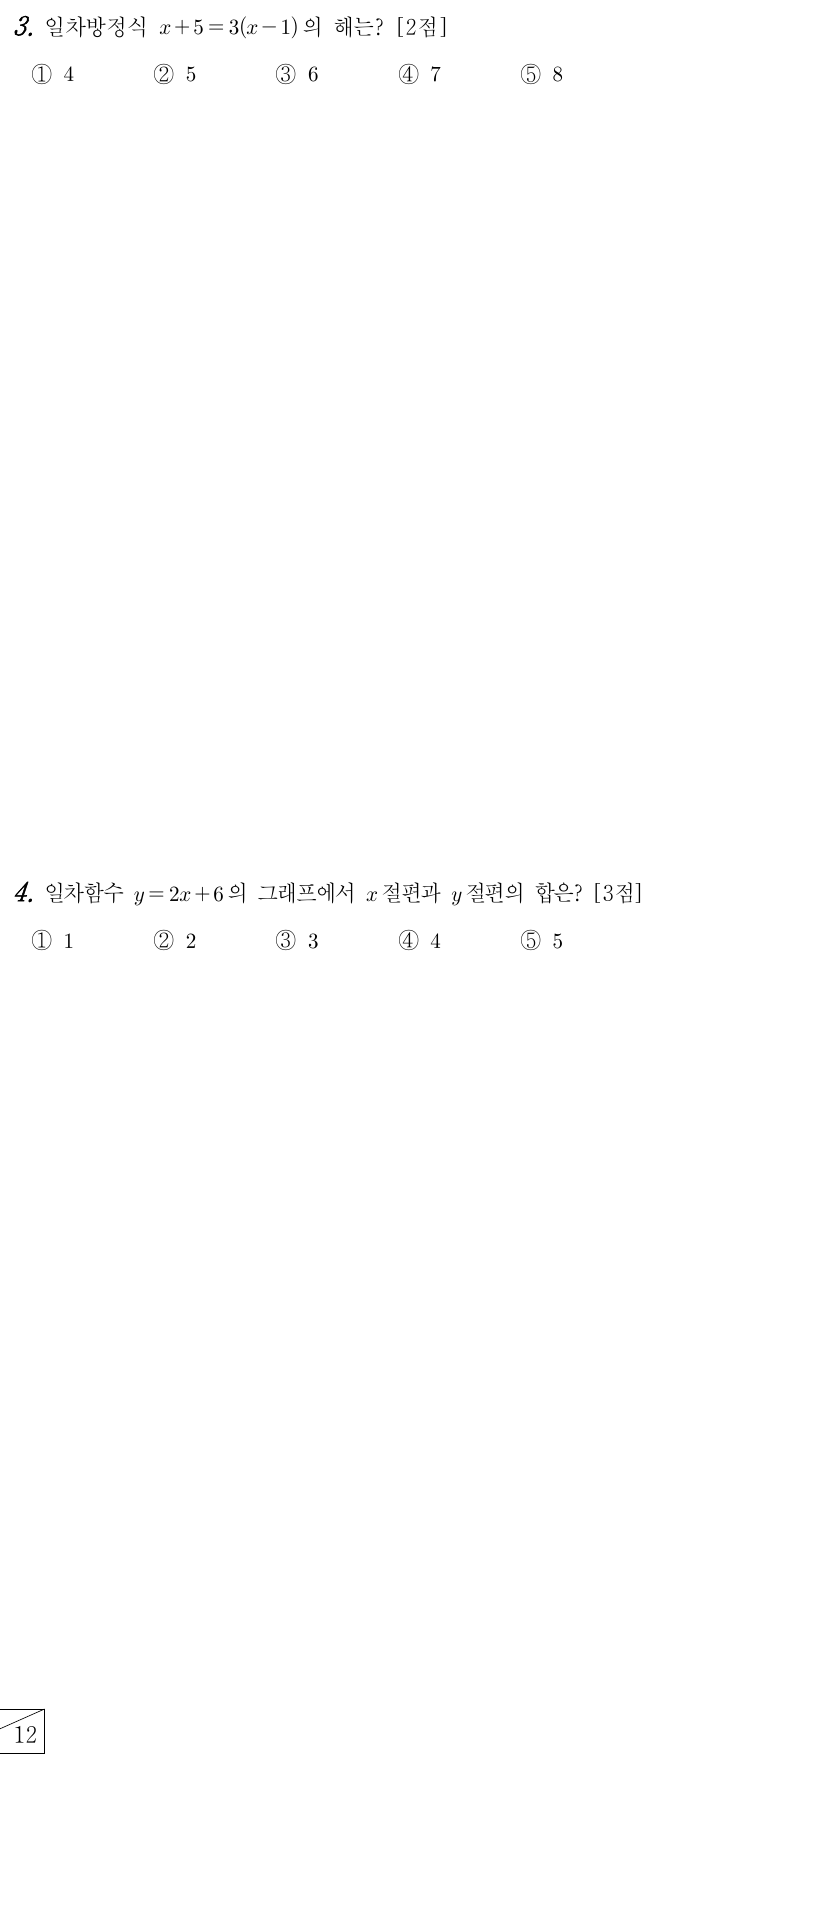 3. 일차방정식 x+5=3(x-1)의 해는? [2점]
① 4 ② 5 ③ 6 ④ 7 ⑤ 8
4. 일차함수 y=2x+6의 그래프에서 x절편과 y절편의 합은? [3점]
① 1 ② 2 ③ 3 ④ 4 ⑤ 5
12